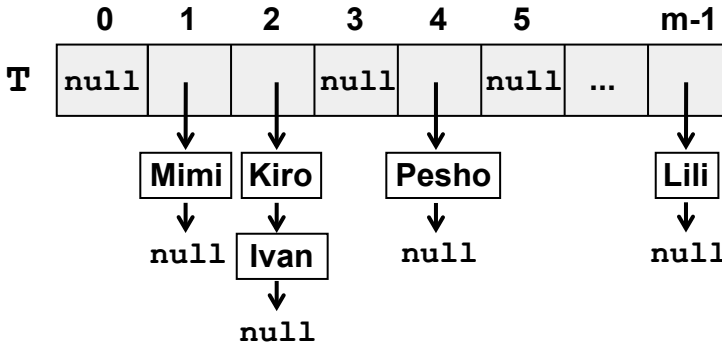 0 1 2 3 4 5 m-1
T null null null ...
Mimi Kiro Pesho Lili
null Ivan null null
null